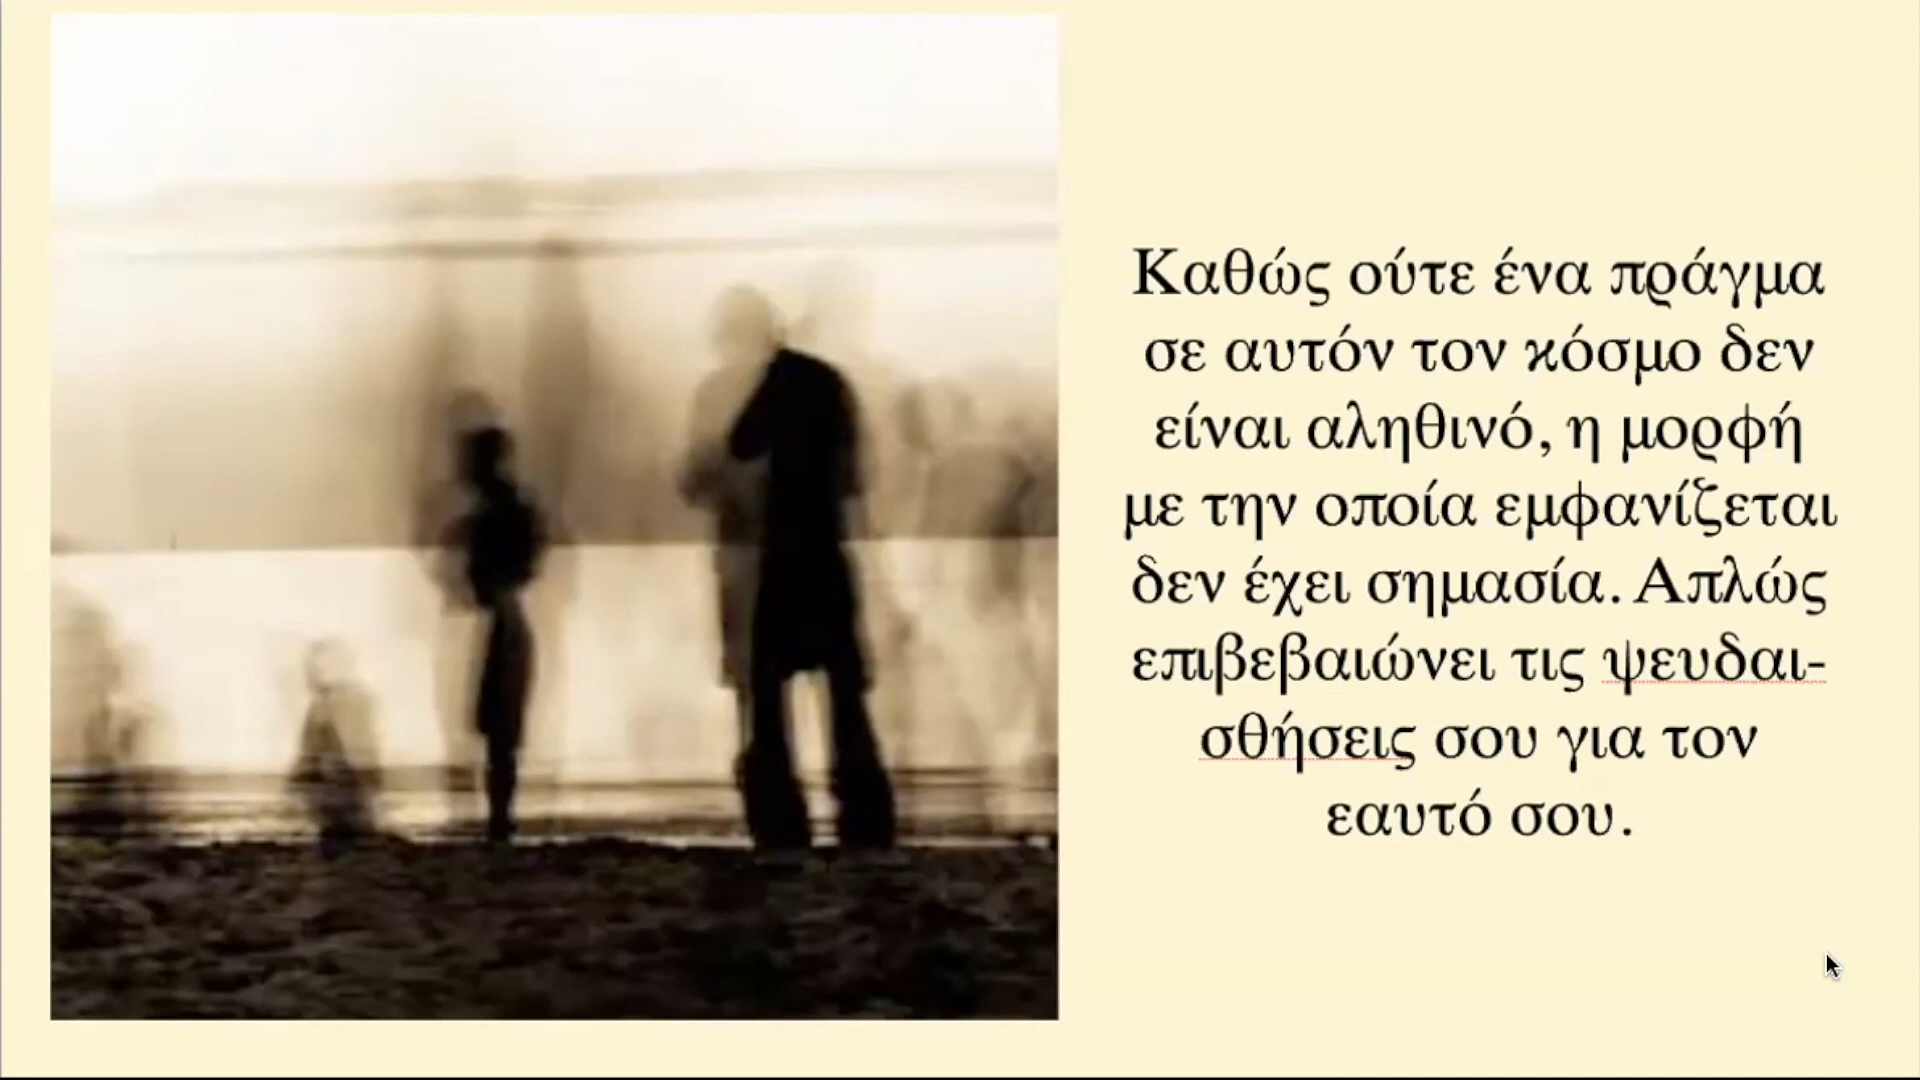 Καθώς ούτε ένα πράγμα
σε αυτόν τον κόσμο δεν
είναι αληθινό, η μορφή
με την οποία εμφανίζεται
δεν έχει σημασία. Απλώς
επιβεβαιώνει τις ψευδαι-
σθήσεις σου για τον
εαυτό σου.